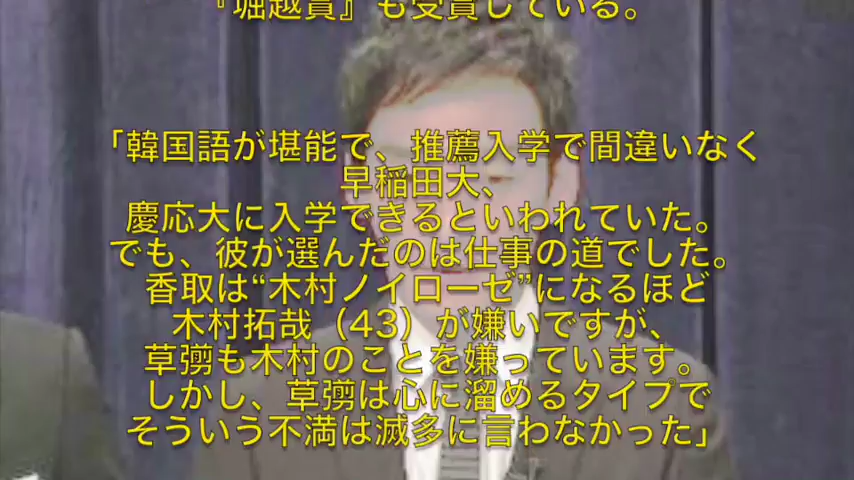 『堀越賞』も受賞している。
「韓国語が堪能で、推薦入学で間違いなく
早稲田大、
慶応大に入学できるといわれていた。
でも、彼が選んだのは仕事の道でした。
香取は“木村ノイローゼ”になるほど
木村拓哉（43）が嫌いですが、
草彅も木村のことを嫌っています。
しかし、草彅は心に溜めるタイプで
そういう不満は滅多に言わなかった」